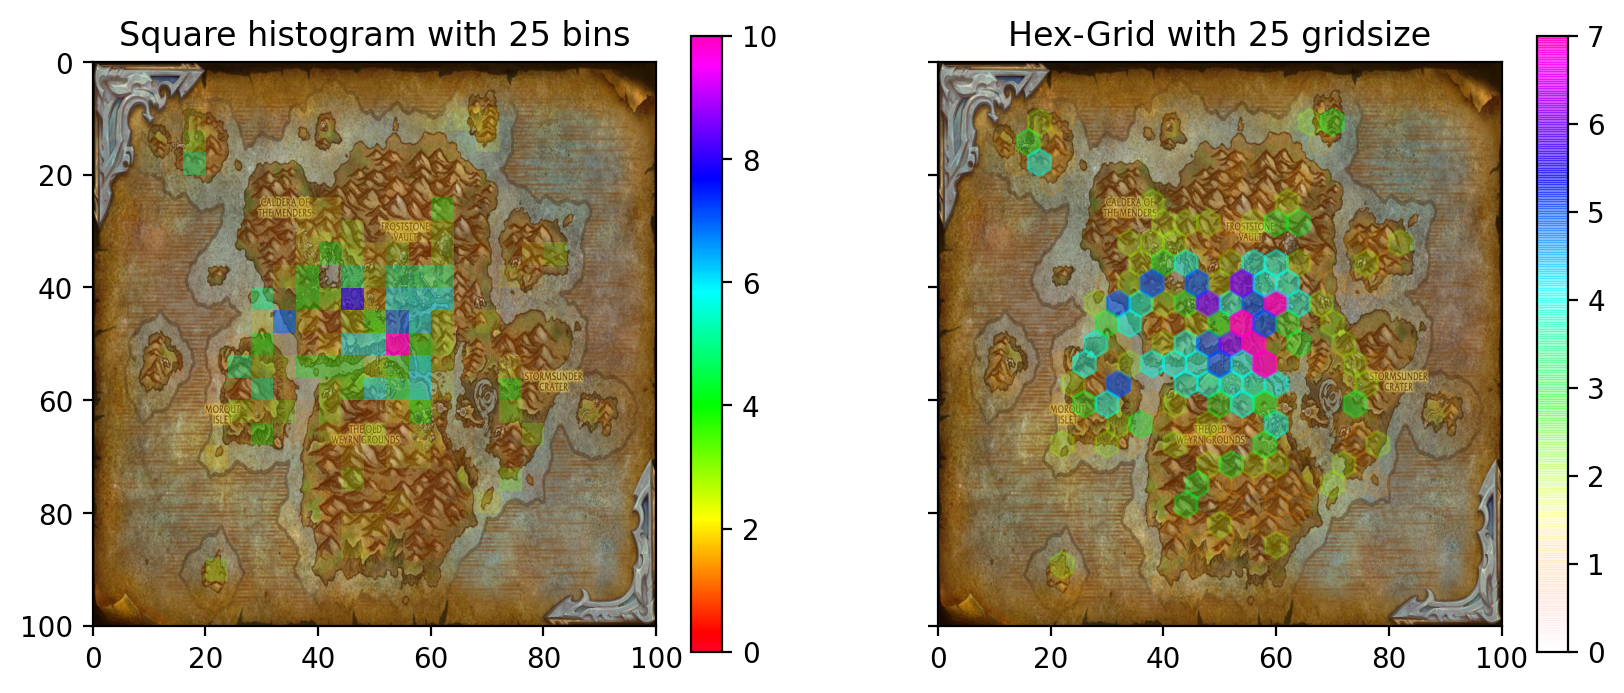 Square histogram with 25 bins
0
20
40
60
80
100
0 20 40 60 80 100
CALDERA OF
THE MENDERS
FROSTSTONE
VAULT
STORMSUNDER
CRATER
MORQUT
ISLET
THE OLD
WEYRN GROUNDS
10
8
6
4
2
0
Hex-Grid with 25 gridsize
0 20 40 60 80 100
CALDERA OF
THE MENDERS
FROSTSTONE
VAULT
STORMSUNDER
CRATER
MORQUT
ISLET
THE OLD
WEYRN GROUNDS
7
6
5
4
3
2
1
0